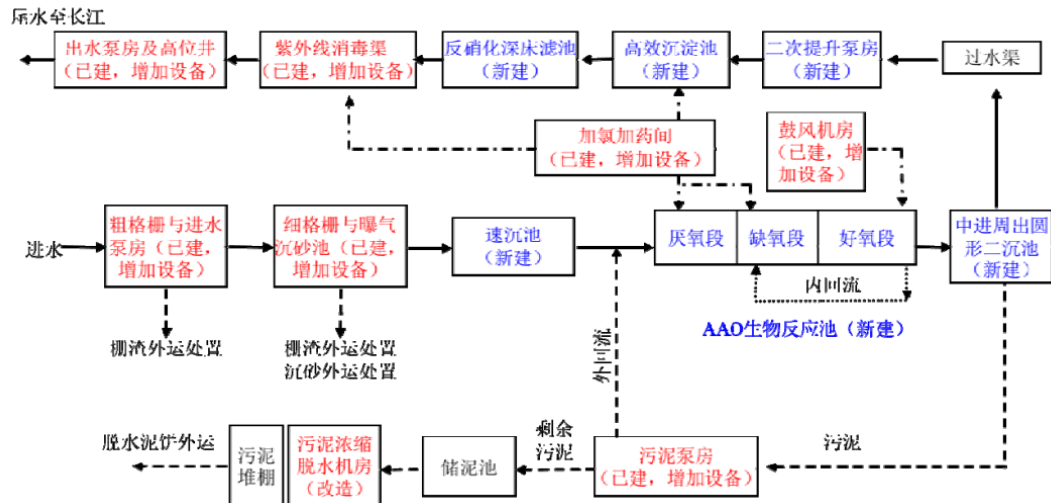 尾水至长江
出水泵房及高位井
（已建，增加设备）
紫外线消毒渠
（已建，增加设备）
反硝化深床滤池
（新建）
高效沉淀池
（新建）
二次提升泵房
（新建）
过水渠
加氯加药间
（已建，增加设备）
鼓风机房
（已建，增
加设备）
进水
粗格栅与进水
泵房（已建，
增加设备）
细格栅与曝气
沉砂池（已建，
增加设备）
速沉池
（新建）
厌氧段
缺氧段
好氧段
中进周出圆
形二沉池
（新建）
内回流
AAO生物反应池（新建）
栅渣外运处置
栅渣外运处置
沉砂外运处置
外回流
脱水泥饼外运
污泥
堆棚
污泥浓缩
脱水机房
（改造）
储泥池
剩余
污泥
污泥泵房
（已建，增加设备）
污泥